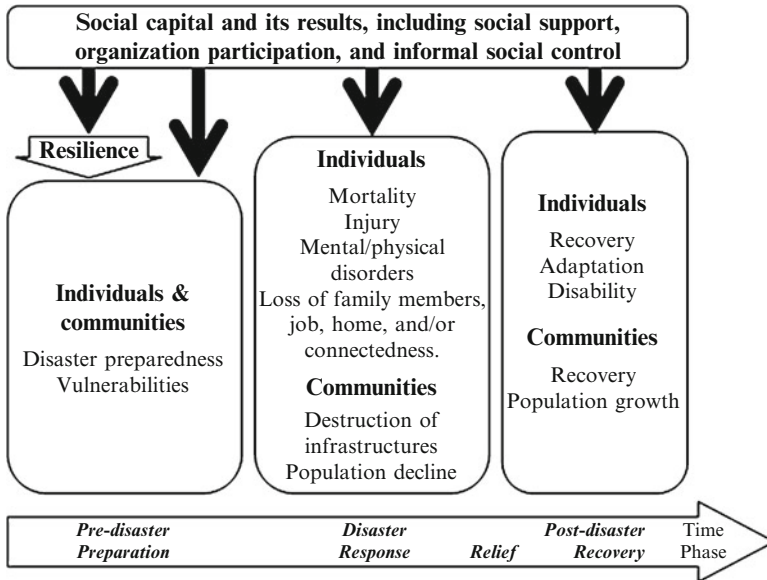 Social capital and its results, including social support,
organization participation, and informal social control
Resilience
Individuals &
communities
Disaster preparedness
Vulnerabilities
Individuals
Mortality
Injury
Mental/physical
disorders
Loss of family members,
job, home, and/or
connectedness.
Communities
Destruction of
infrastructures
Population decline
Individuals
Recovery
Adaptation
Disability
Communities
Recovery
Population growth
Pre-disaster Disaster Post-disaster Time
Preparation Response Relief Recovery Phase